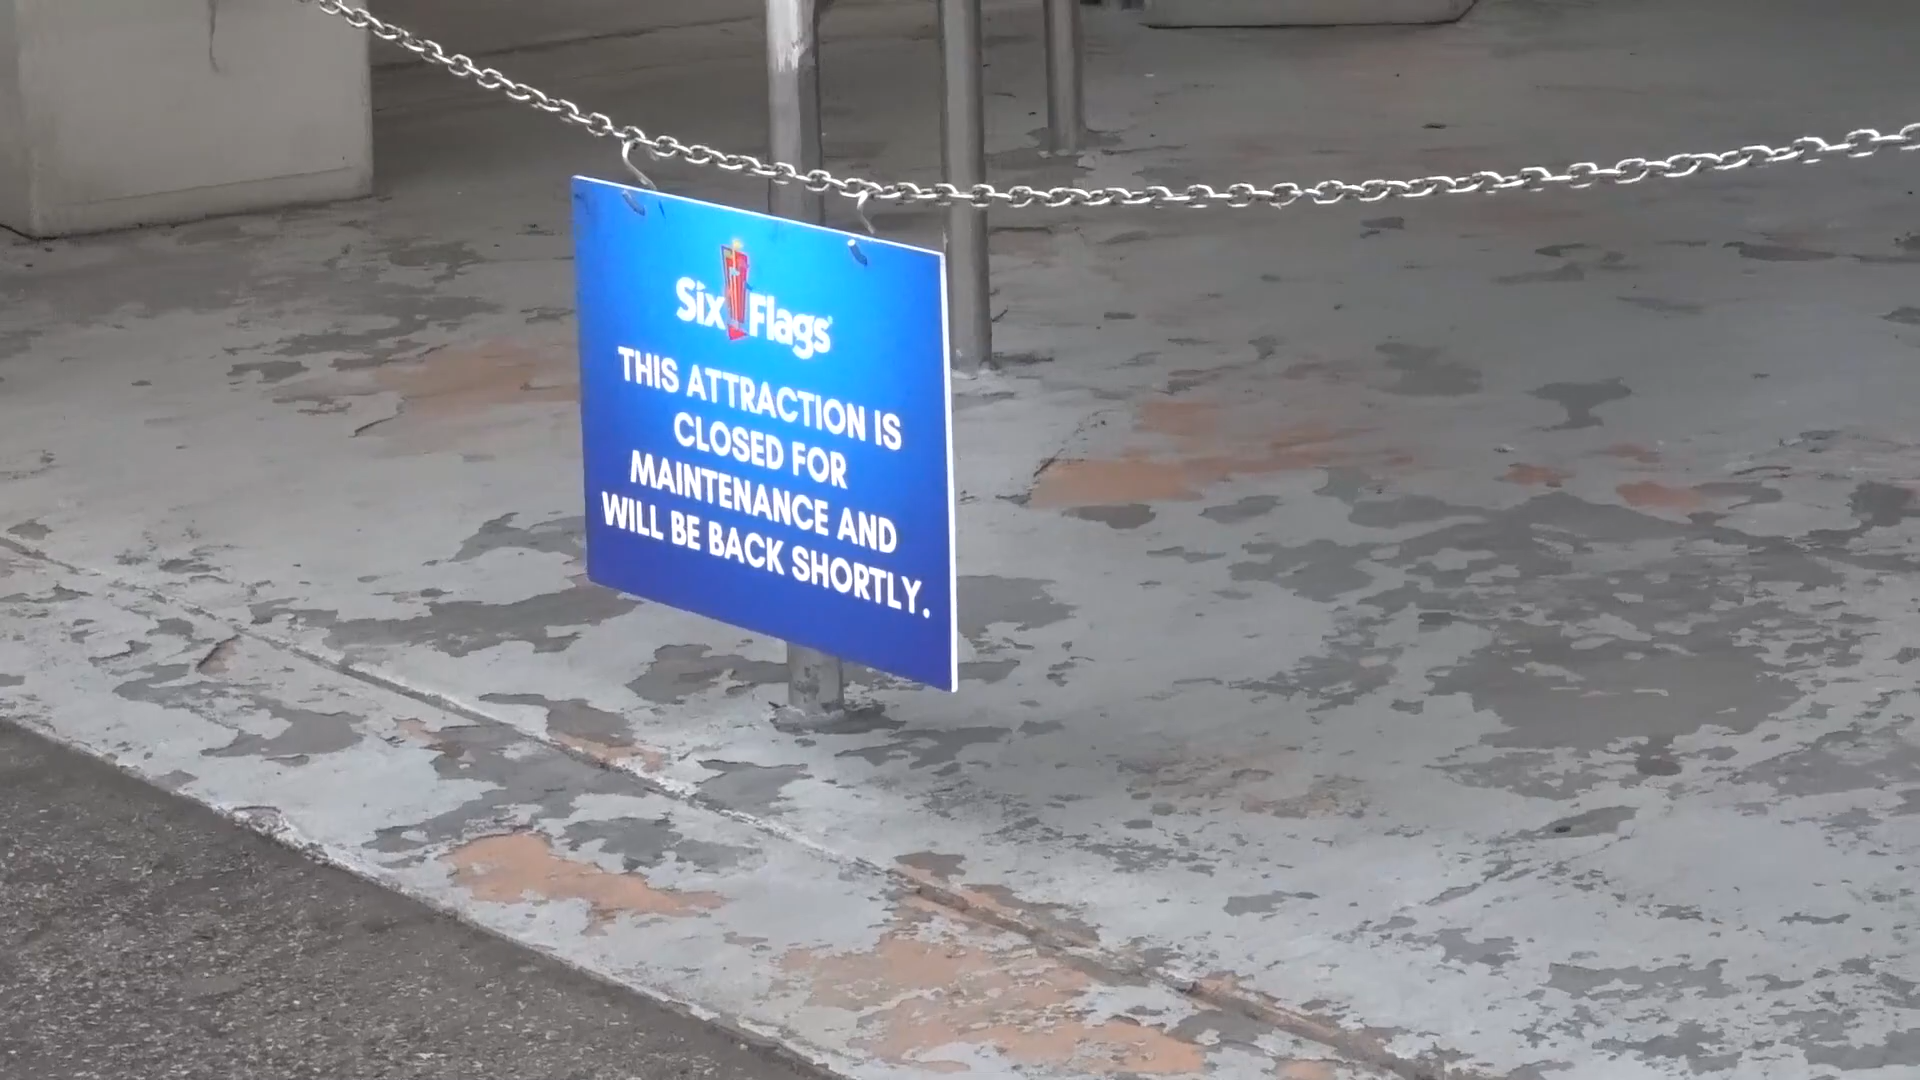 Six Flags
THIS ATTRACTION IS
CLOSED FOR
MAINTENANCE AND
WILL BE BACK SHORTLY.